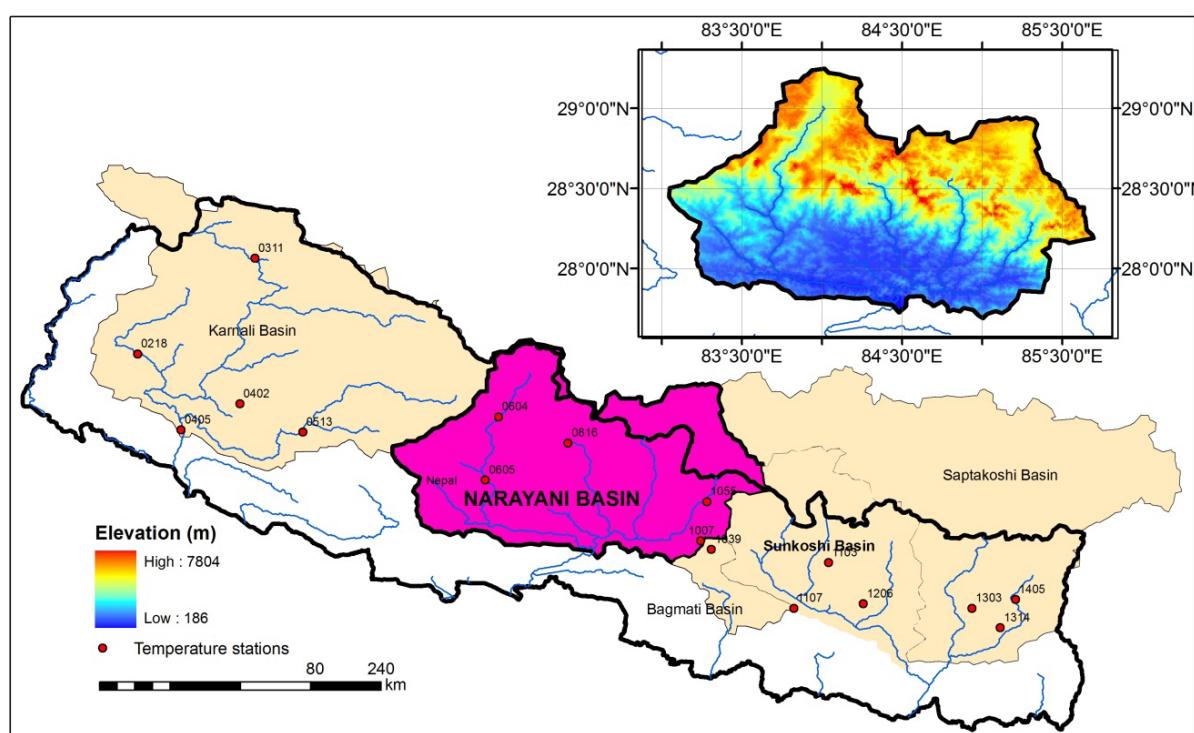 83°30'0"E 84°30'0"E 85°30'0"E
29°0'0"N 29°0'0"N
28°30'0"N 28°30'0"N
28°0'0"N 28°0'0"N
83°30'0"E 84°30'0"E 85°30'0"E
0311
Karnali Basin
0218
0402
0405
0513
0604
0816
0605
Nepal
NARAYANI BASIN
1055
1007
1039
Saptakoshi Basin
Sunkoshi Basin
1103
Bagmati Basin
1107
1206
1303
1405
1314
Elevation (m)
High : 7804
Low : 186
Temperature stations
80 240
km